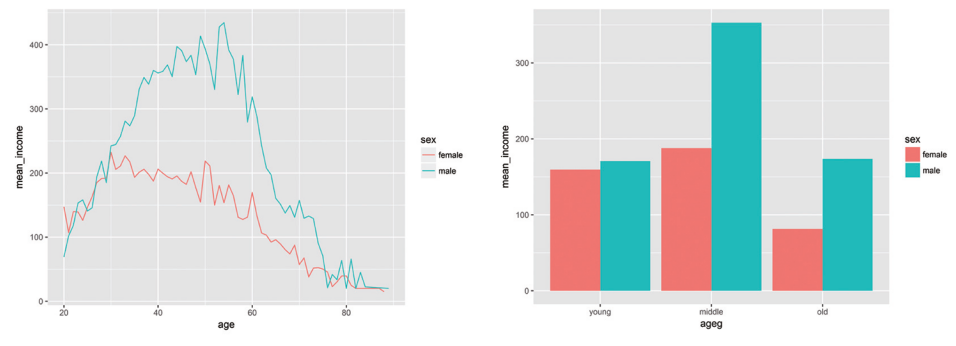 400
300
200
100
0
mean_income
20
40
60
80
age
sex
female
male
300
200
100
0
mean_income
young
middle
old
ageg
sex
female
male